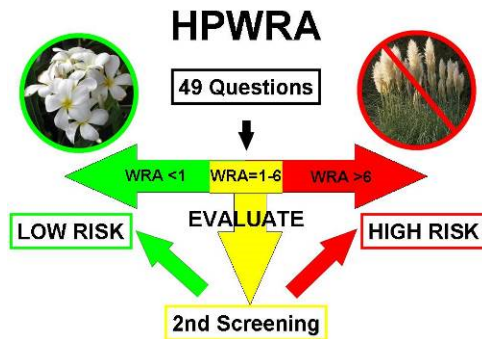 HPWRA
49 Questions
WRA <1
WRA=1-6
WRA >6
EVALUATE
LOW RISK
HIGH RISK
2nd Screening